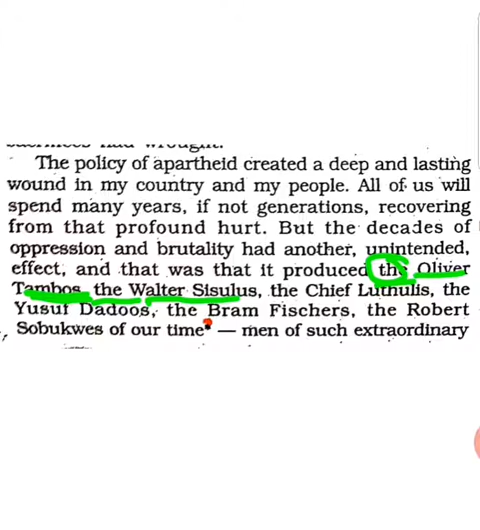 The policy of apartheid created a deep and lasting
wound in my country and my people. All of us will
spend many years, if not generations, recovering
from that profound hurt. But the decades of
oppression and brutality had another, unintended,
effect, and that was that it produced the Oliver
Tambos, the Walter Sisulus, the Chief Luthulis, the
Yusuf Dadoos, the Bram Fischers, the Robert
Sobukwes of our time* — men of such extraordinary